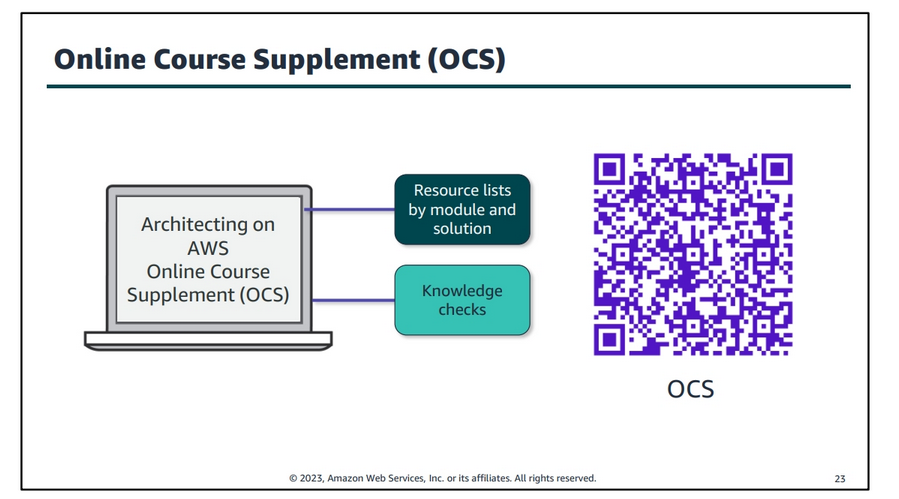 Online Course Supplement (OCS)
Architecting on
AWS
Online Course
Supplement (OCS)
Resource lists
by module and
solution
Knowledge
checks
OCS
© 2023, Amazon Web Services, Inc. or its affiliates. All rights reserved.
23